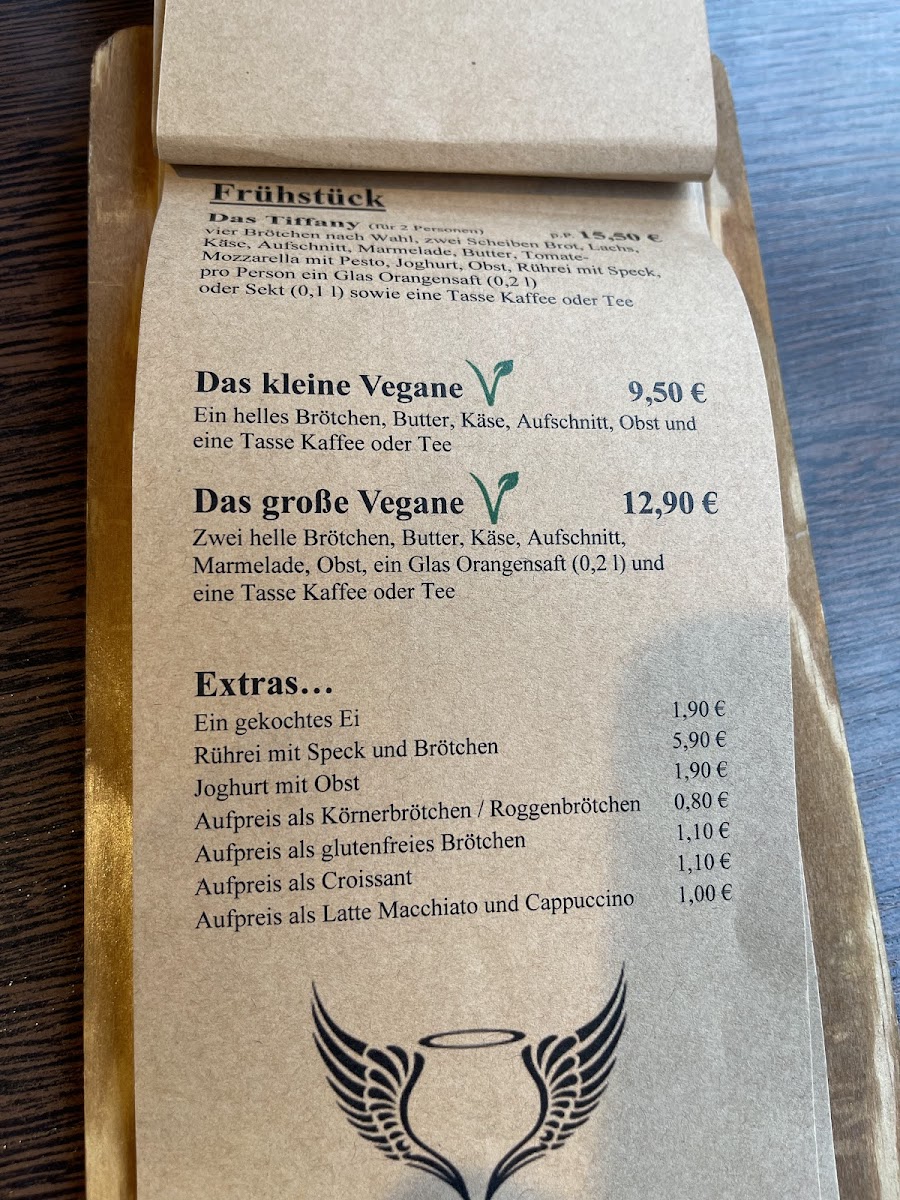 Frühstück
Das Tiffany (für 2 Personen) p.P. 15,50 €
vier Brötchen nach Wahl, zwei Scheiben Brot, Lachs,
Käse, Aufschnitt, Marmelade, Butter, Tomate-
Mozzarella mit Pesto, Joghurt, Obst, Rührei mit Speck,
pro Person ein Glas Orangensaft (0,2 l)
oder Sekt (0,1 l) sowie eine Tasse Kaffee oder Tee
Das kleine Vegane 9,50 €
Ein helles Brötchen, Butter, Käse, Aufschnitt, Obst und
eine Tasse Kaffee oder Tee
Das große Vegane 12,90 €
Zwei helle Brötchen, Butter, Käse, Aufschnitt,
Marmelade, Obst, ein Glas Orangensaft (0,2 l) und
eine Tasse Kaffee oder Tee
Extras…
Ein gekochtes Ei 1,90 €
Rührei mit Speck und Brötchen 5,90 €
Joghurt mit Obst 1,90 €
Aufpreis als Körnerbrötchen / Roggenbrötchen 0,80 €
Aufpreis als glutenfreies Brötchen 1,10 €
Aufpreis als Croissant 1,10 €
Aufpreis als Latte Macchiato und Cappuccino 1,00 €